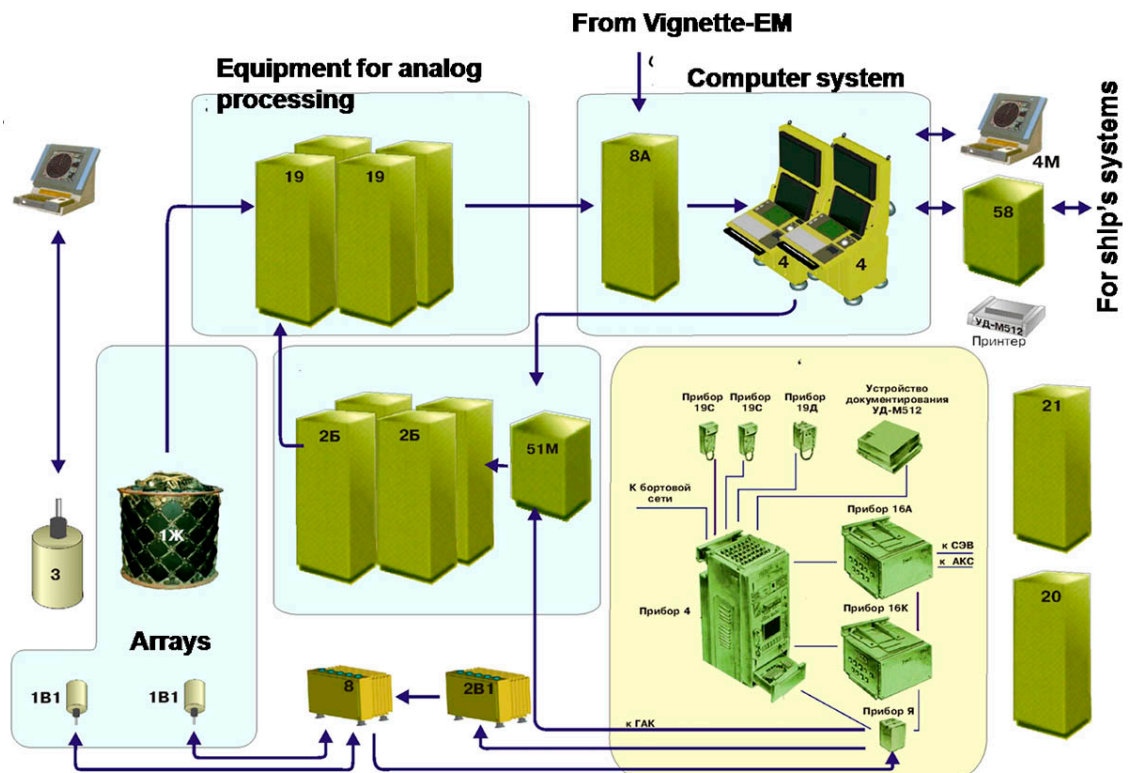 From Vignette-EM
Equipment for analog
processing
Computer system
19
19
8А
4
4
4М
58
For ship's systems
УД-М512
Принтер
2Б
2Б
51М
1Ж
3
Arrays
1В1
1В1
8
2В1
Прибор
19С
Прибор
19С
Прибор
19Д
Устройство
документирования
УД-М512
К бортовой
сети
Прибор 16А
к СЭВ
к АКС
Прибор 4
Прибор 16К
Прибор Я
к ГАК
21
20